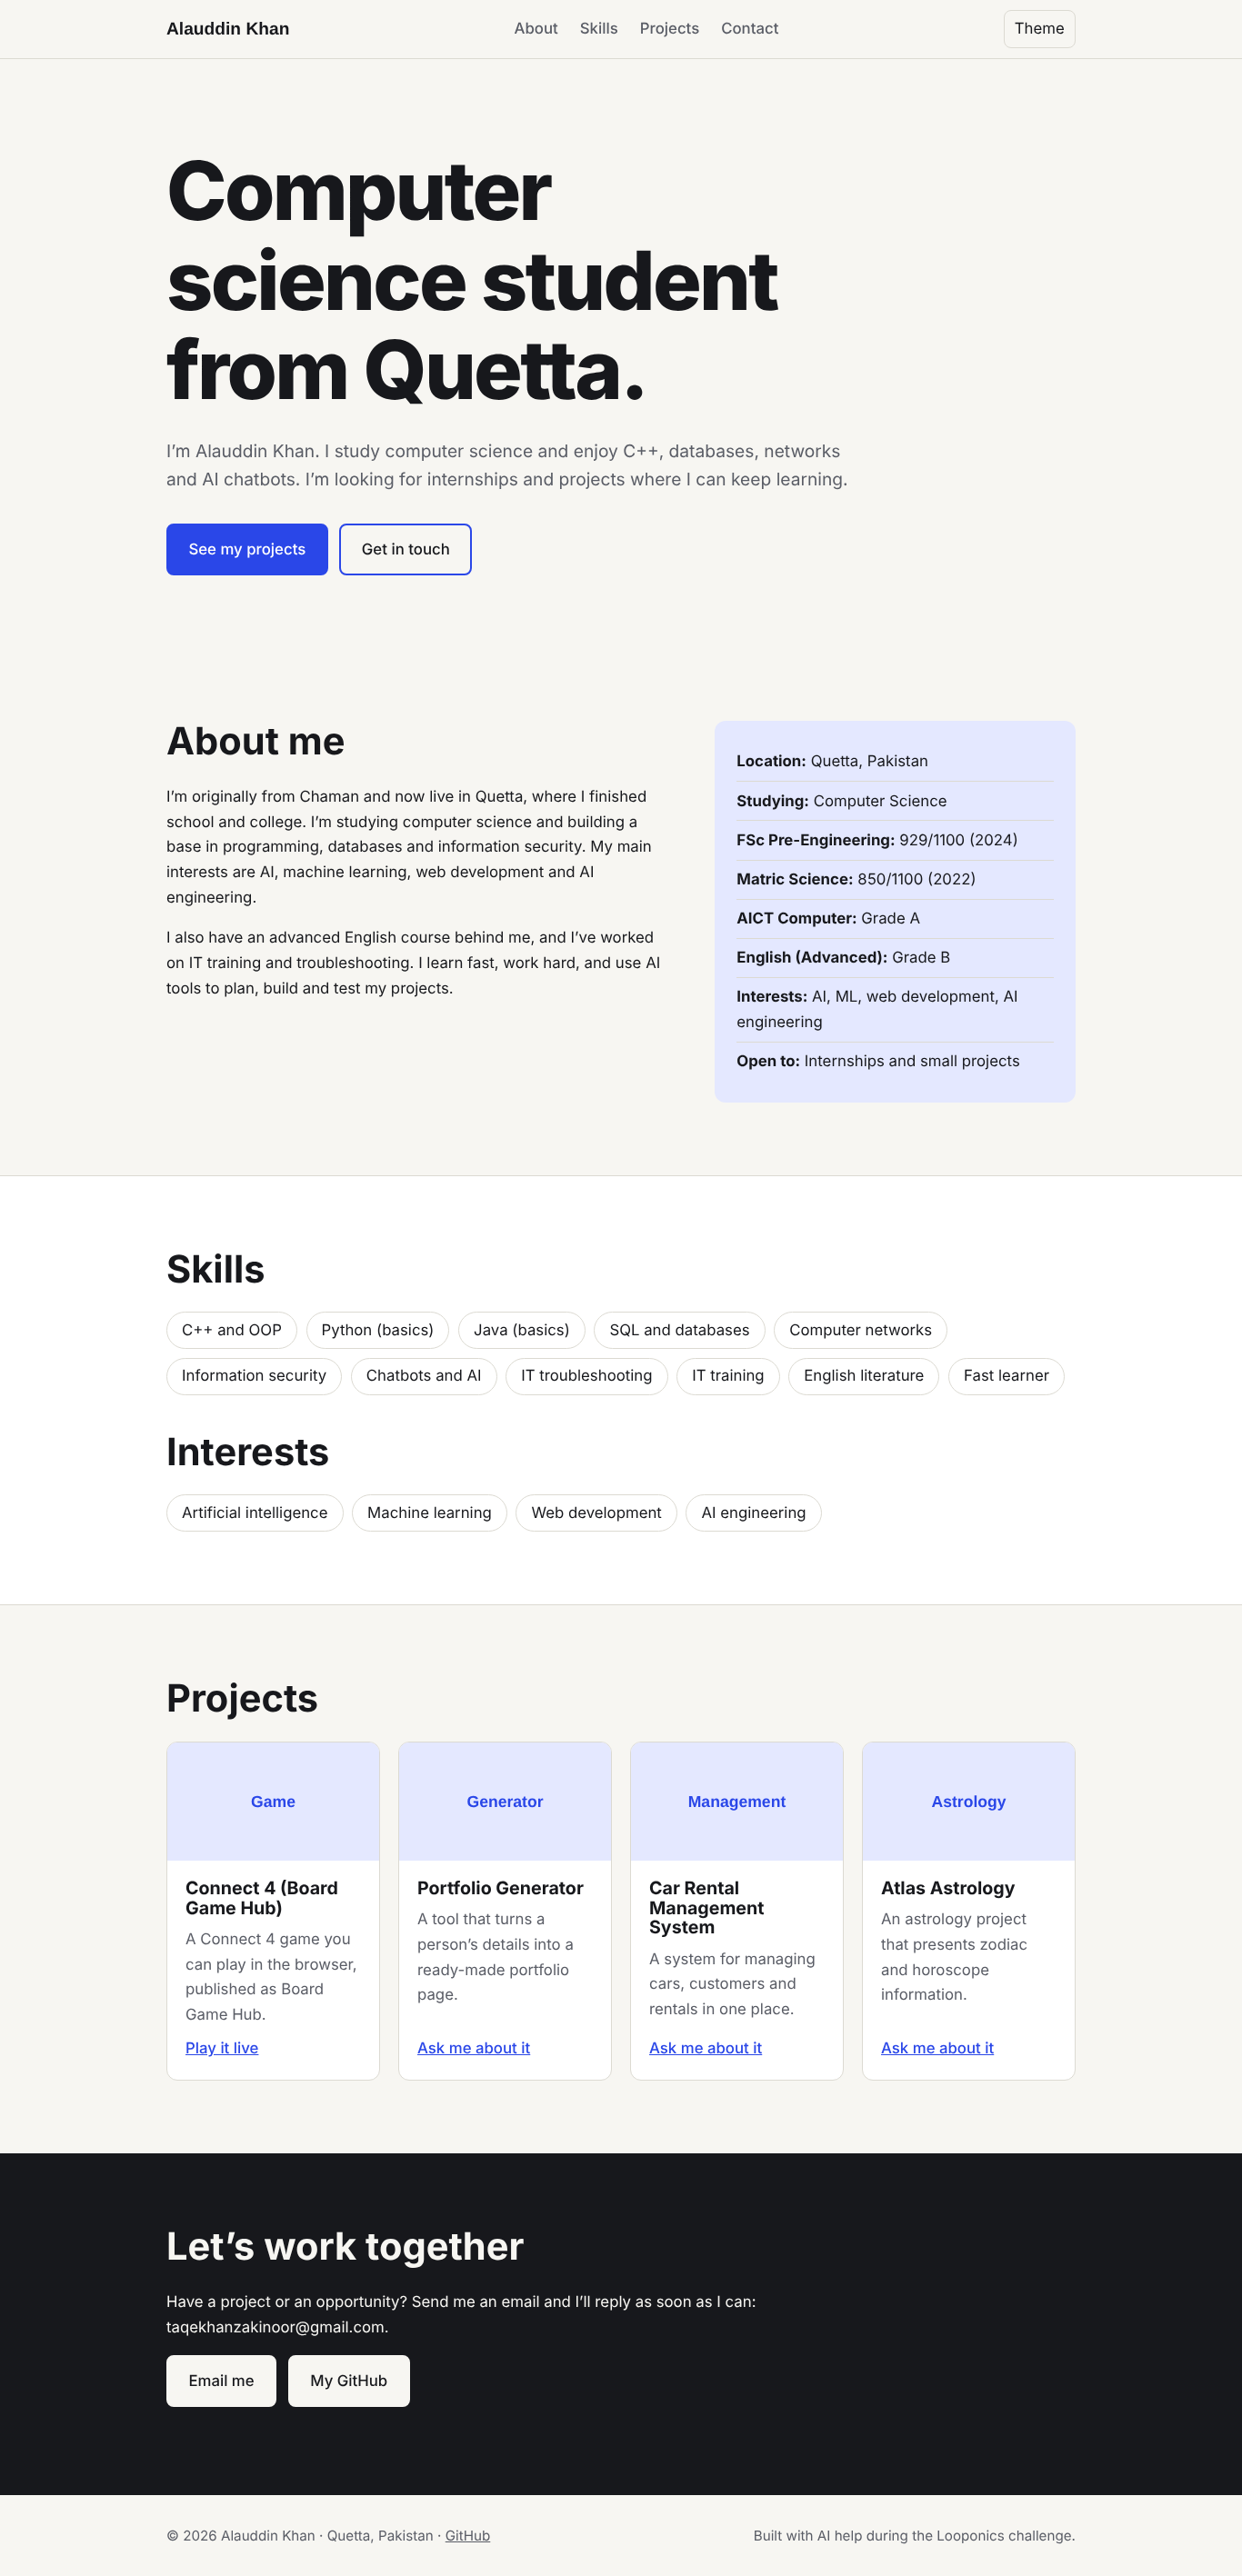 Alauddin Khan
About
Skills
Projects
Contact
Theme
Computer
science student
from Quetta.
I’m Alauddin Khan. I study computer science and enjoy C++, databases, networks
and AI chatbots. I’m looking for internships and projects where I can keep learning.
See my projects
Get in touch
About me
I’m originally from Chaman and now live in Quetta, where I finished
school and college. I’m studying computer science and building a
base in programming, databases and information security. My main
interests are AI, machine learning, web development and AI
engineering.
I also have an advanced English course behind me, and I’ve worked
on IT training and troubleshooting. I learn fast, work hard, and use AI
tools to plan, build and test my projects.
Location: Quetta, Pakistan
Studying: Computer Science
FSc Pre-Engineering: 929/1100 (2024)
Matric Science: 850/1100 (2022)
AICT Computer: Grade A
English (Advanced): Grade B
Interests: AI, ML, web development, AI
engineering
Open to: Internships and small projects
Skills
C++ and OOP
Python (basics)
Java (basics)
SQL and databases
Computer networks
Information security
Chatbots and AI
IT troubleshooting
IT training
English literature
Fast learner
Interests
Artificial intelligence
Machine learning
Web development
AI engineering
Projects
Game
Connect 4 (Board
Game Hub)
A Connect 4 game you
can play in the browser,
published as Board
Game Hub.
Play it live
Generator
Portfolio Generator
A tool that turns a
person’s details into a
ready-made portfolio
page.
Ask me about it
Management
Car Rental
Management
System
A system for managing
cars, customers and
rentals in one place.
Ask me about it
Astrology
Atlas Astrology
An astrology project
that presents zodiac
and horoscope
information.
Ask me about it
Let’s work together
Have a project or an opportunity? Send me an email and I’ll reply as soon as I can:
taqekhanzakinoor@gmail.com.
Email me
My GitHub
© 2026 Alauddin Khan · Quetta, Pakistan · GitHub
Built with AI help during the Looponics challenge.